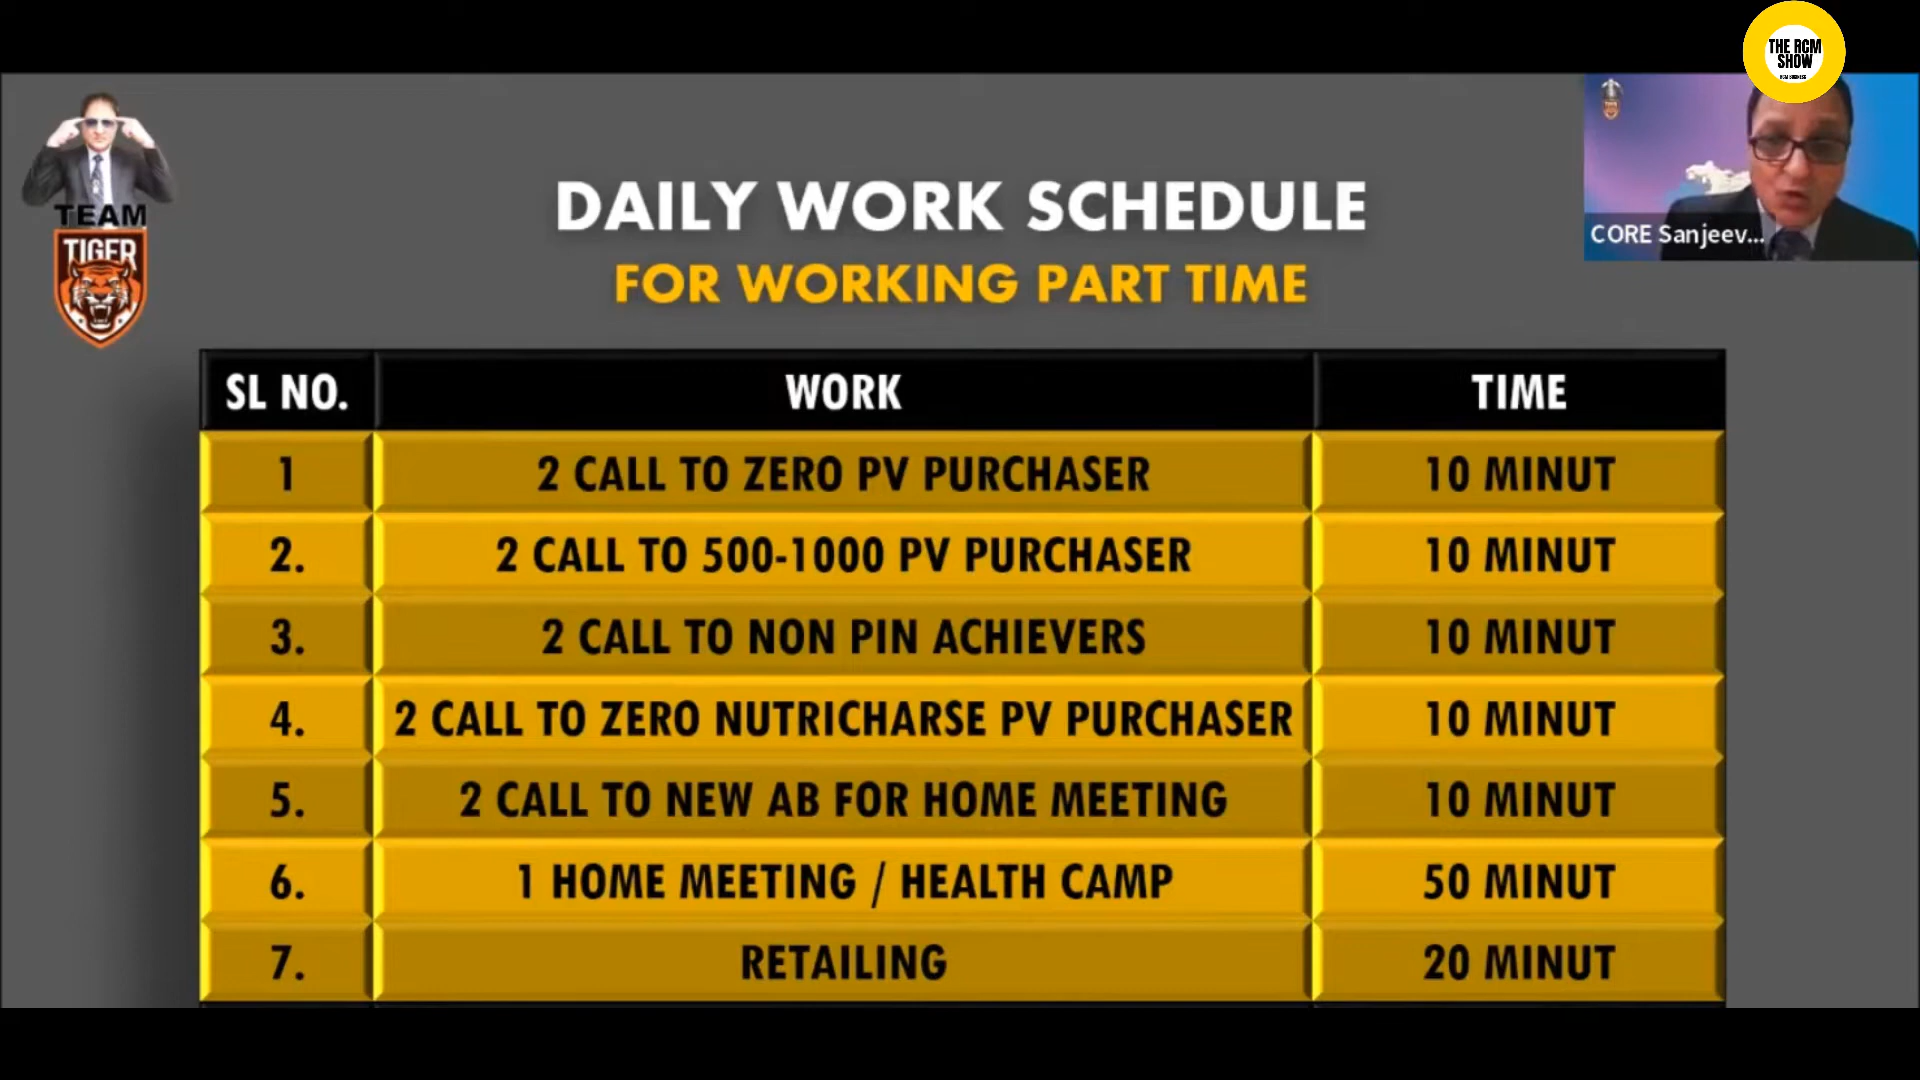 THE RCM
SHOW
TEAM
TIGER
DAILY WORK SCHEDULE
FOR WORKING PART TIME
CORE Sanjeev...
SL NO. WORK TIME
1 2 CALL TO ZERO PV PURCHASER 10 MINUT
2. 2 CALL TO 500-1000 PV PURCHASER 10 MINUT
3. 2 CALL TO NON PIN ACHIEVERS 10 MINUT
4. 2 CALL TO ZERO NUTRICHARSE PV PURCHASER 10 MINUT
5. 2 CALL TO NEW AB FOR HOME MEETING 10 MINUT
6. 1 HOME MEETING / HEALTH CAMP 50 MINUT
7. RETAILING 20 MINUT